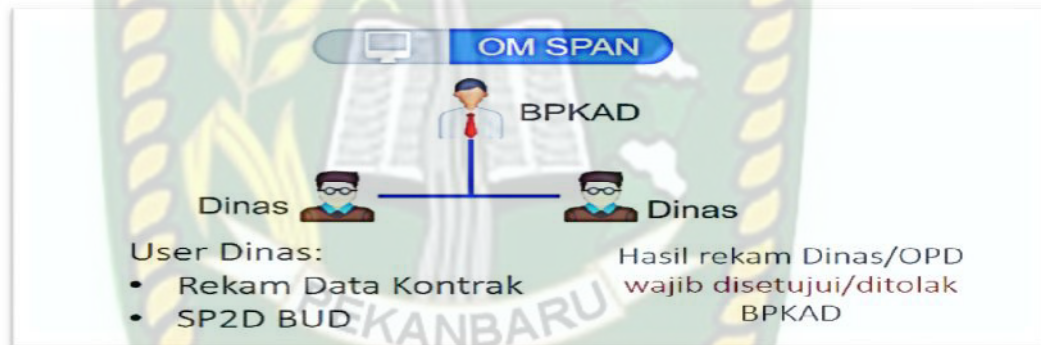 OM SPAN
BPKAD
Dinas
Dinas
User Dinas:
• Rekam Data Kontrak
• SP2D BUD
Hasil rekam Dinas/OPD
wajib disetujui/ditolak
BPKAD
PEKANBARU